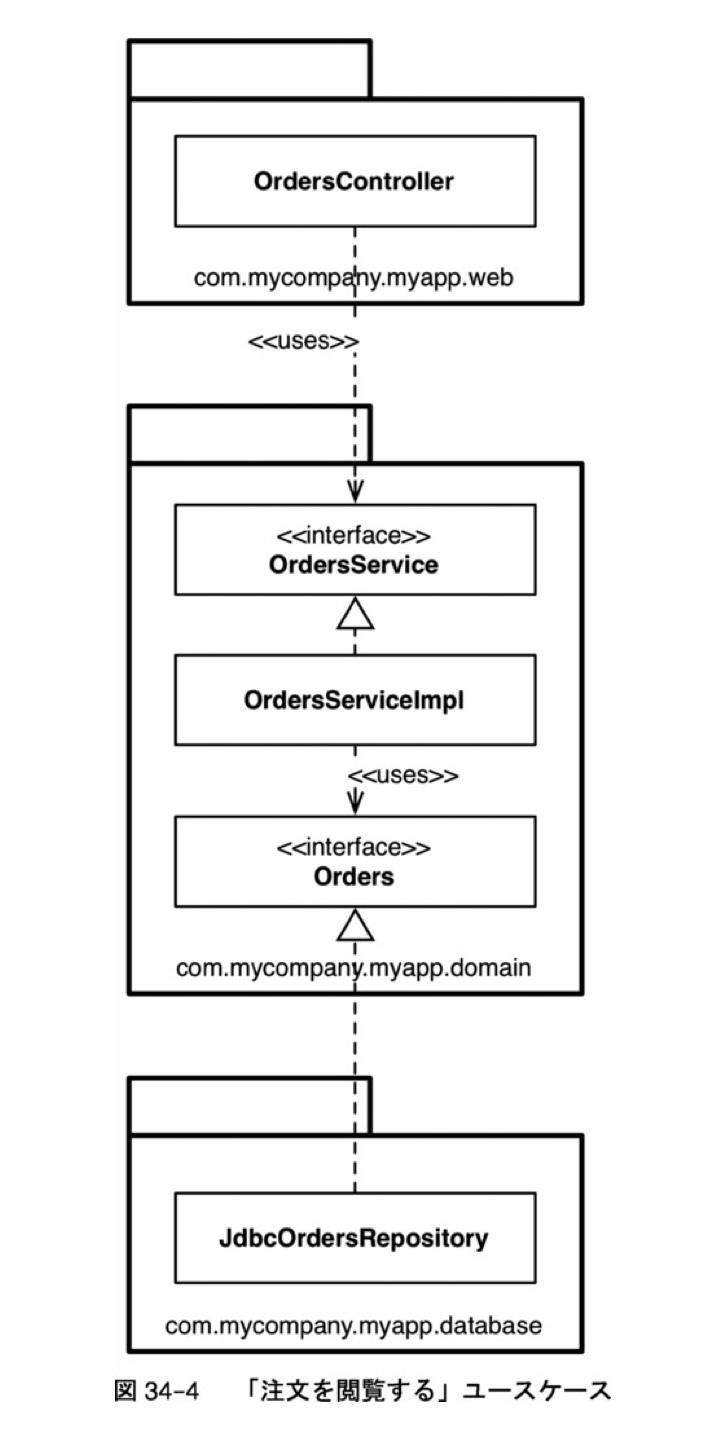 OrdersController
com.mycompany.myapp.web
<<uses>>
<<interface>>
OrdersService
OrdersServiceImpl
<<uses>>
<<interface>>
Orders
com.mycompany.myapp.domain
JdbcOrdersRepository
com.mycompany.myapp.database
図 34-4 「注文を閲覧する」ユースケース